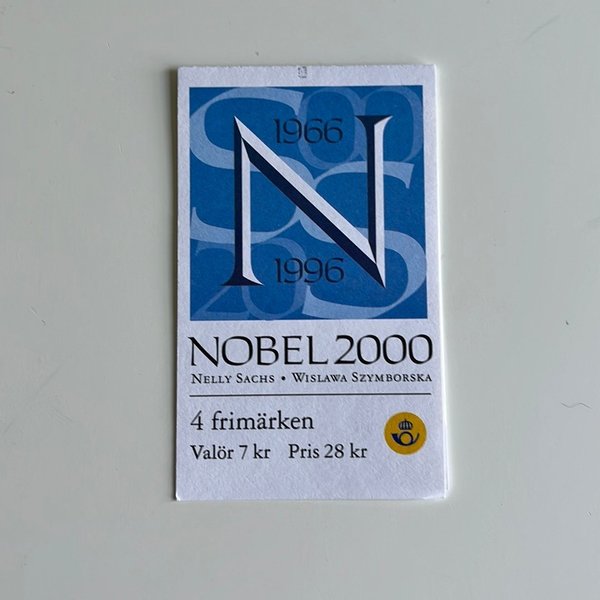 1966
N
1996
NOBEL 2000
NELLY SACHS • WISLAWA SZYMBORSKA
4 frimärken
Valör 7 kr Pris 28 kr